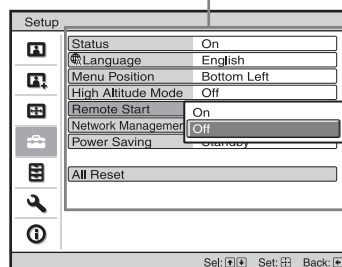 Setup
Status On
Language English
Menu Position Bottom Left
High Altitude Mode Off
Remote Start On
Off
Network Managemen
Power Saving Standby
All Reset
Sel: Set: Back: